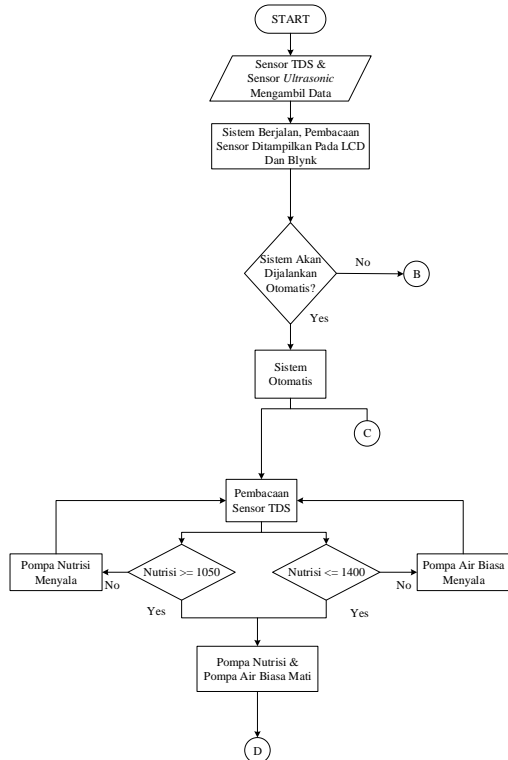 START
Sensor TDS &
Sensor Ultrasonic
Mengambil Data
Sistem Berjalan, Pembacaan
Sensor Ditampilkan Pada LCD
Dan Blynk
Sistem Akan
Dijalankan
Otomatis?
No
B
Yes
Sistem
Otomatis
C
Pembacaan
Sensor TDS
Pompa Nutrisi
Menyala
No
Nutrisi >= 1050
Yes
Nutrisi <= 1400
No
Yes
Pompa Air Biasa
Menyala
Pompa Nutrisi &
Pompa Air Biasa Mati
D